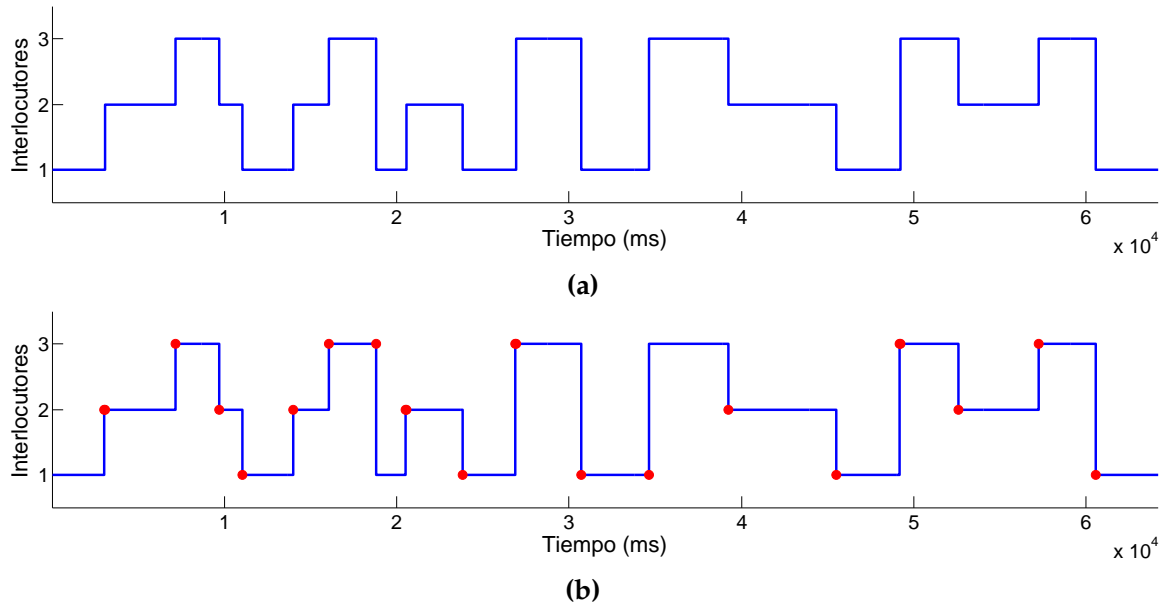 Interlocutores
3
2
1
1 2 3 4 5 6
Tiempo (ms)
x 10^4
(a)
Interlocutores
3
2
1
1 2 3 4 5 6
Tiempo (ms)
x 10^4
(b)